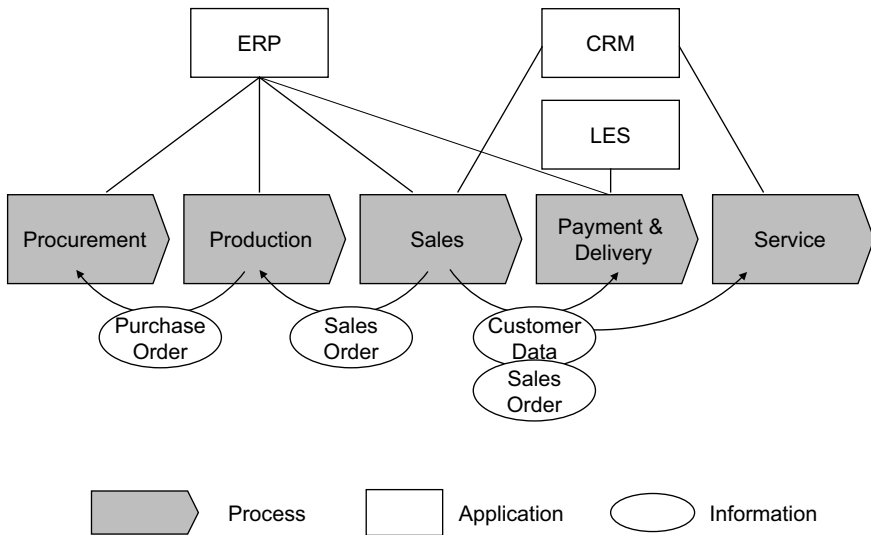 ERP
CRM
LES
Procurement
Production
Sales
Payment &
Delivery
Service
Purchase
Order
Sales
Order
Customer
Data
Sales
Order
Process
Application
Information